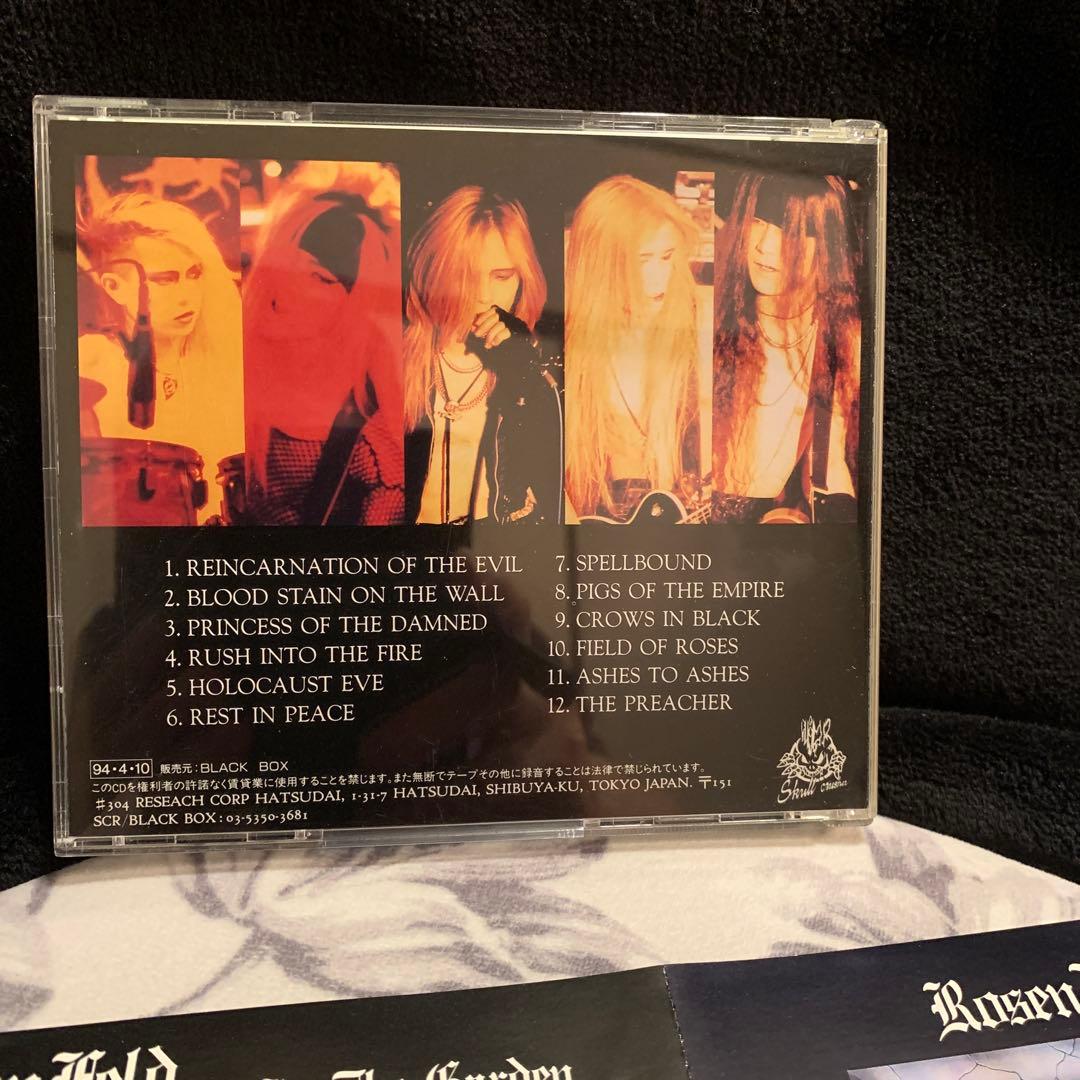 1. REINCARNATION OF THE EVIL
2. BLOOD STAIN ON THE WALL
3. PRINCESS OF THE DAMNED
4. RUSH INTO THE FIRE
5. HOLOCAUST EVE
6. REST IN PEACE
7. SPELLBOUND
8. PIGS OF THE EMPIRE
9. CROWS IN BLACK
10. FIELD OF ROSES
11. ASHES TO ASHES
12. THE PREACHER
94・4・10 販売元:BLACK BOX
このCDを権利者の許諾なく賃貸業に使用することを禁じます。また無断でテープその他に録音することは法律で禁じられています。
♯304 RESEACH CORP HATSUDAI, 1-31-7 HATSUDAI, SHIBUYA-KU, TOKYO JAPAN. 〒151
SCR/BLACK BOX : 03-5350-3681
Skull Crusher
Rosen
Feld
The Garden